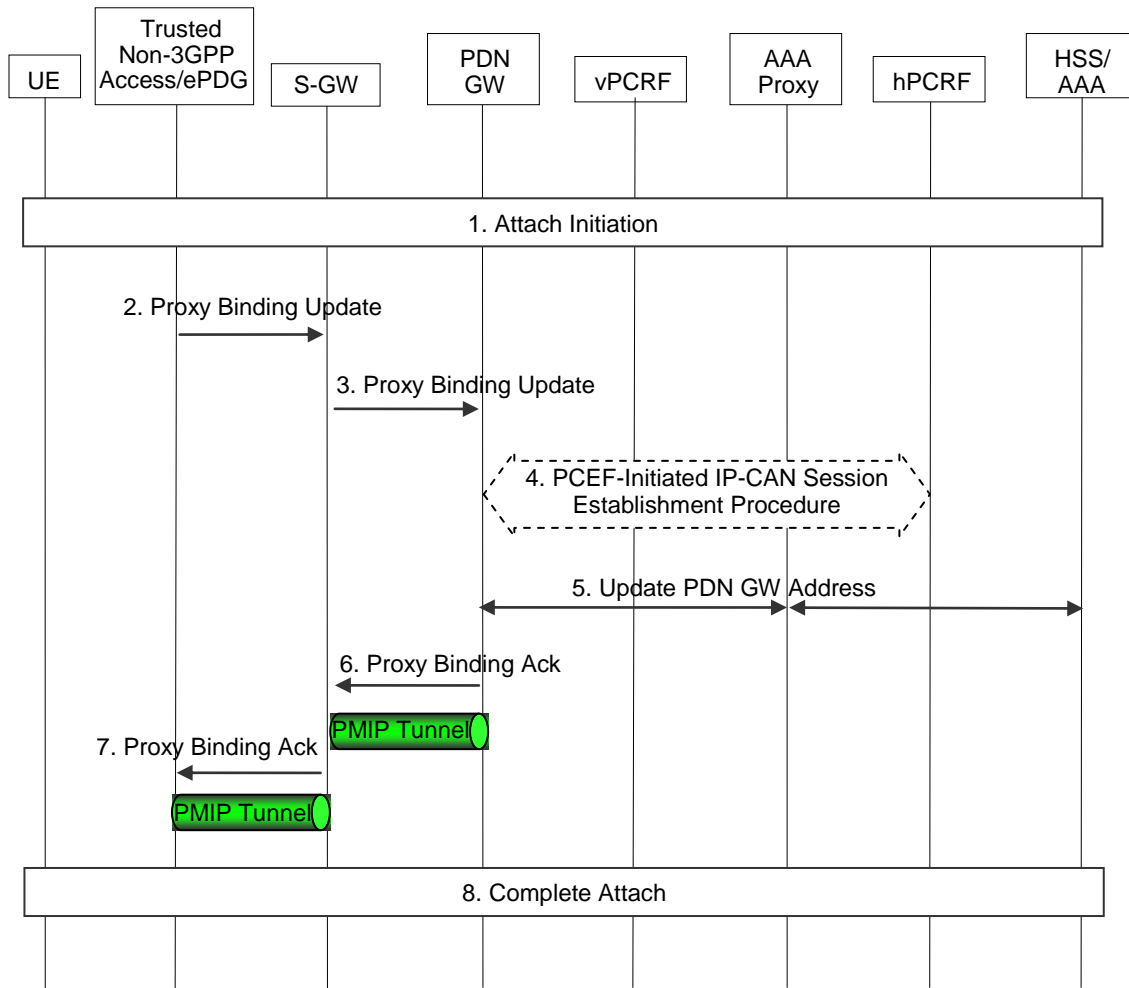 UE
Trusted
Non-3GPP
Access/ePDG
S-GW
PDN
GW
vPCRF
AAA
Proxy
hPCRF
HSS/
AAA
1. Attach Initiation
2. Proxy Binding Update
3. Proxy Binding Update
4. PCEF-Initiated IP-CAN Session
Establishment Procedure
5. Update PDN GW Address
6. Proxy Binding Ack
PMIP Tunnel
7. Proxy Binding Ack
PMIP Tunnel
8. Complete Attach